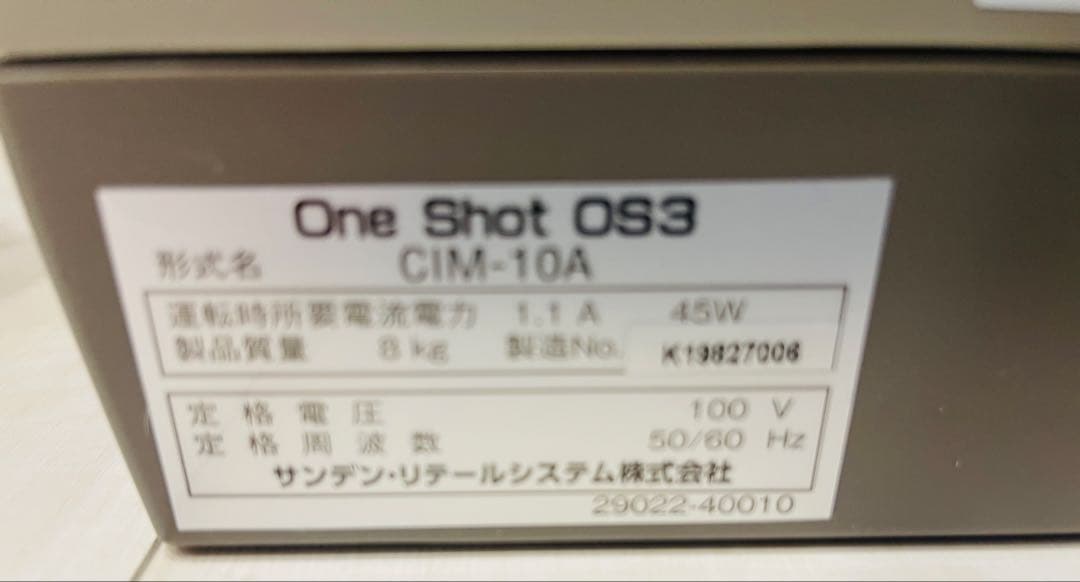 One Shot OS3
形式名 CIM-10A
運転時所要電流電力 1.1 A 45W
製品質量 8 kg 製造No. K19827006
定格電圧 100 V
定格周波数 50/60 Hz
サンデン・リテールシステム株式会社
29022-40010